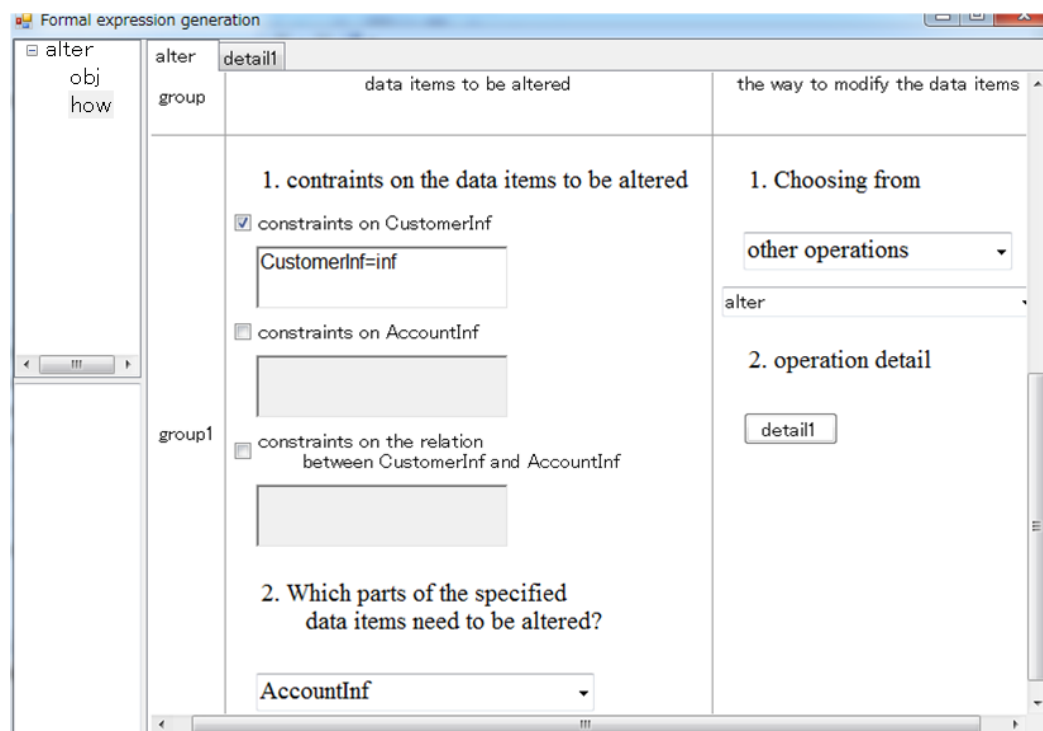 Formal expression generation
alter
obj
how
alter
detail1
group
data items to be altered
the way to modify the data items
group1
1. contraints on the data items to be altered
constraints on CustomerInf
CustomerInf=inf
constraints on AccountInf
constraints on the relation
between CustomerInf and AccountInf
2. Which parts of the specified
data items need to be altered?
AccountInf
1. Choosing from
other operations
alter
2. operation detail
detail1